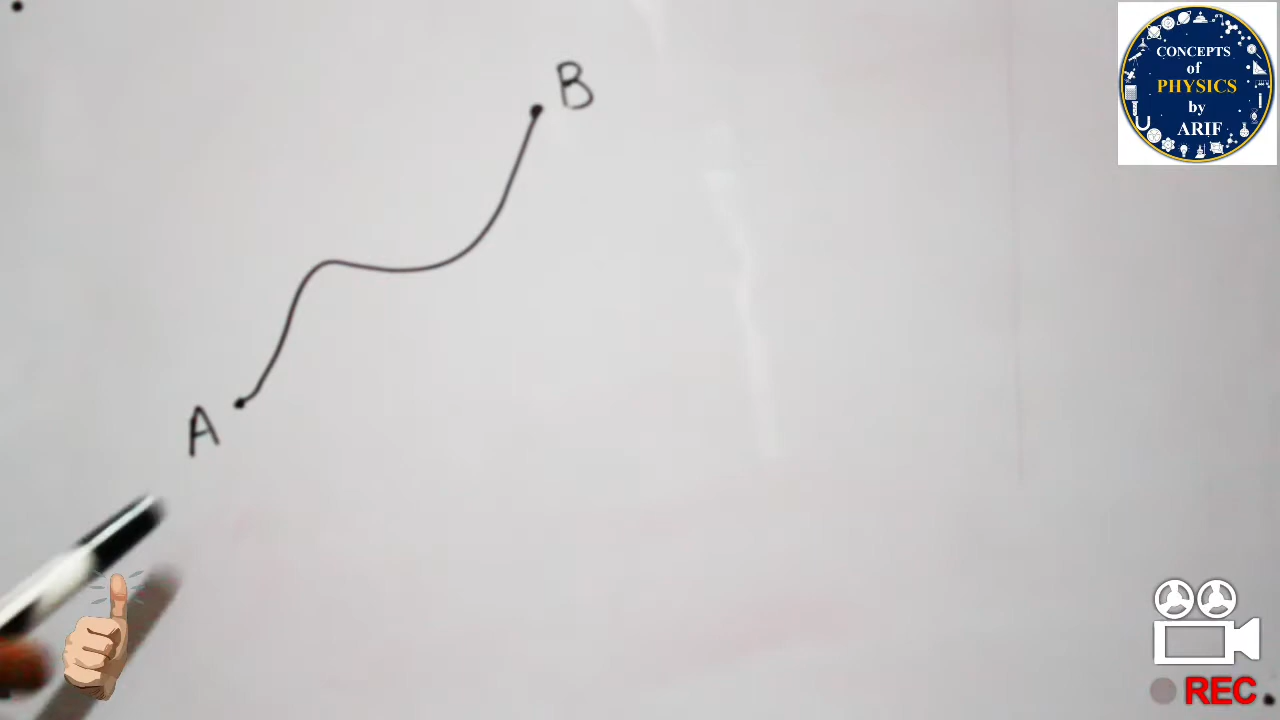 B
A
CONCEPTS
of
PHYSICS
by
ARIF
REC